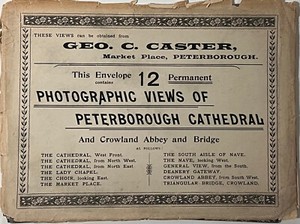 THESE VIEWS can be obtained from
GEO. C. CASTER,
Market Place, PETERBOROUGH.
This Envelope contains 12 Permanent
PHOTOGRAPHIC VIEWS OF
PETERBOROUGH CATHEDRAL
And Crowland Abbey and Bridge
AS FOLLOWS:
THE CATHEDRAL, West Front.
THE CATHEDRAL, from North West.
THE CATHEDRAL, from North East.
THE LADY CHAPEL.
THE CHOIR, looking East.
THE MARKET PLACE.
THE SOUTH AISLE OF NAVE.
THE NAVE, looking West.
GENERAL VIEW, from the South.
DEANERY GATEWAY.
CROWLAND ABBEY, from South West.
TRIANGULAR BRIDGE, CROWLAND.